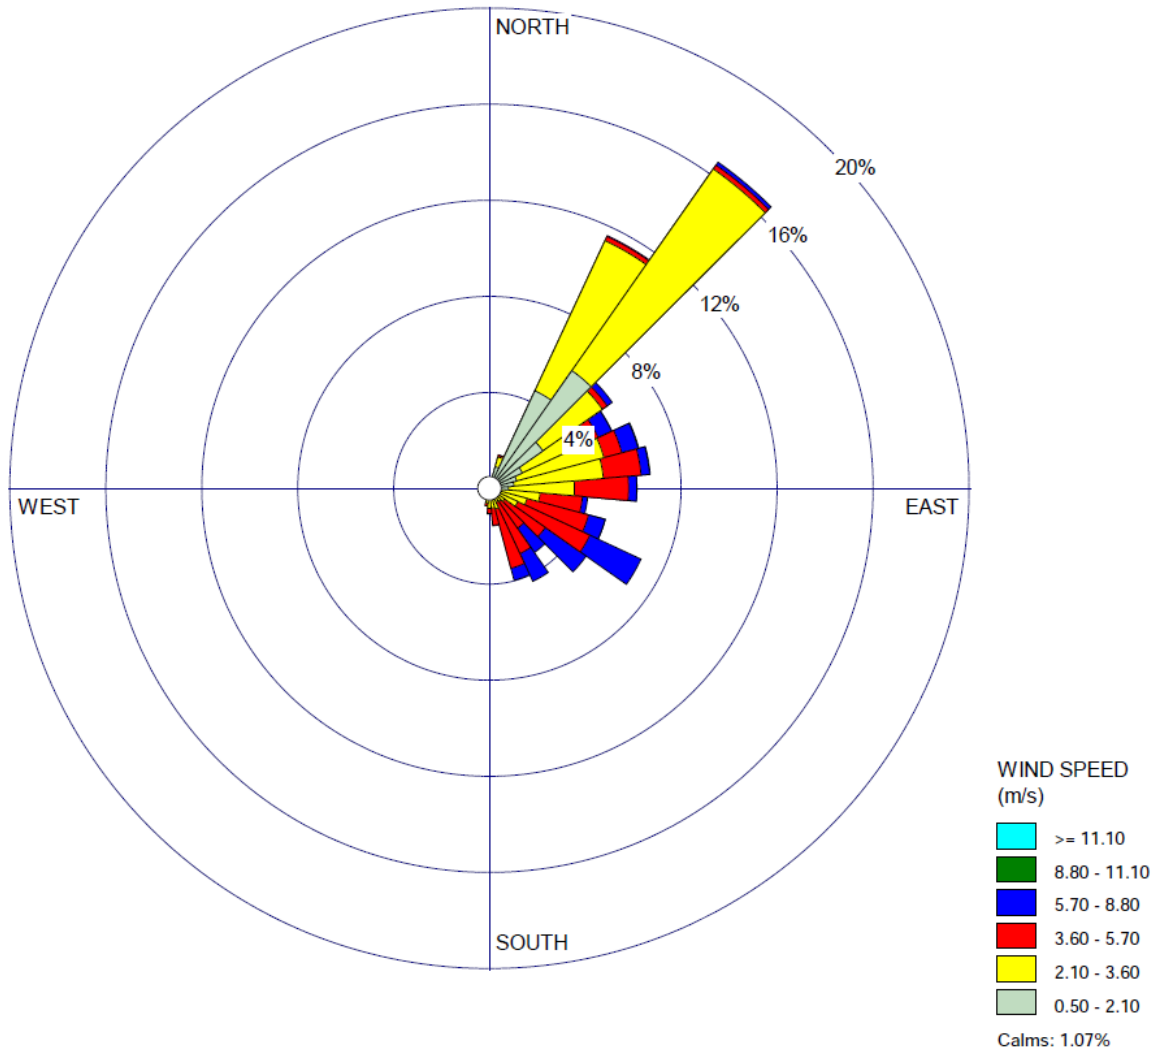 NORTH
20%
16%
12%
8%
4%
WEST
EAST
SOUTH
WIND SPEED
(m/s)
>= 11.10
8.80 - 11.10
5.70 - 8.80
3.60 - 5.70
2.10 - 3.60
0.50 - 2.10
Calms: 1.07%